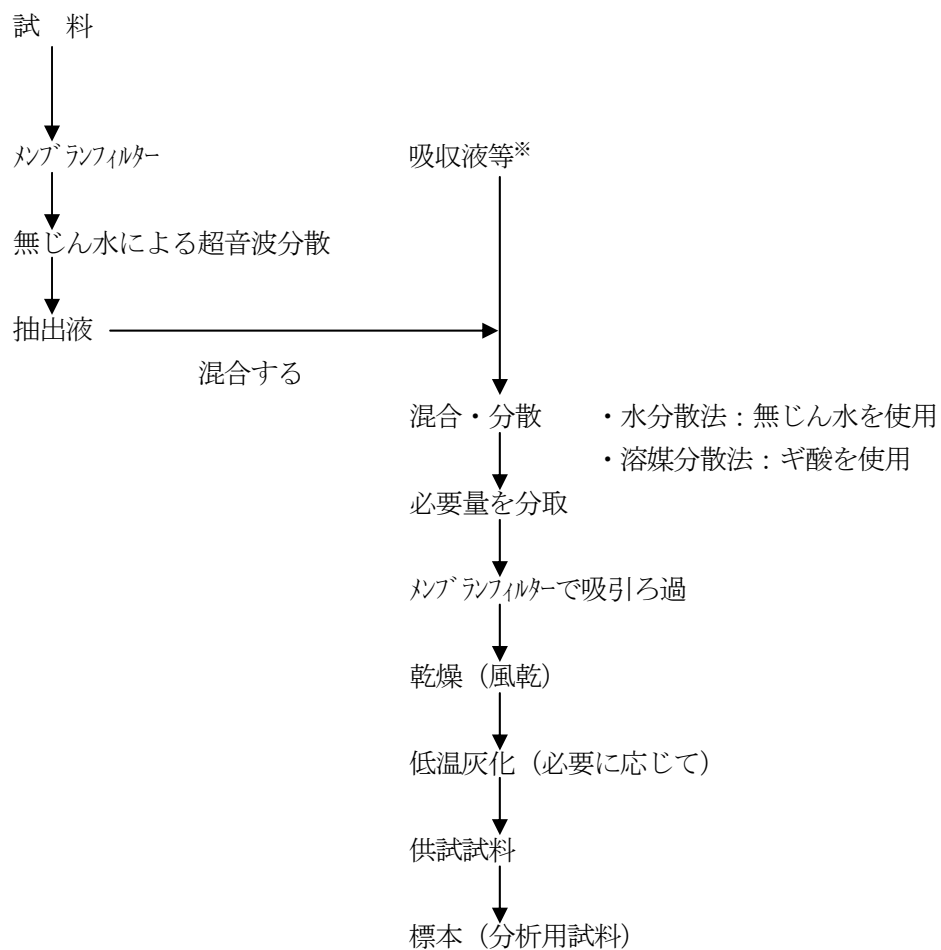 試　料
メンブランフィルター
吸収液等※
無じん水による超音波分散
抽出液
混合する
混合・分散
・水分散法：無じん水を使用
・溶媒分散法：ギ酸を使用
必要量を分取
メンブランフィルターで吸引ろ過
乾燥（風乾）
低温灰化（必要に応じて）
供試試料
標本（分析用試料）